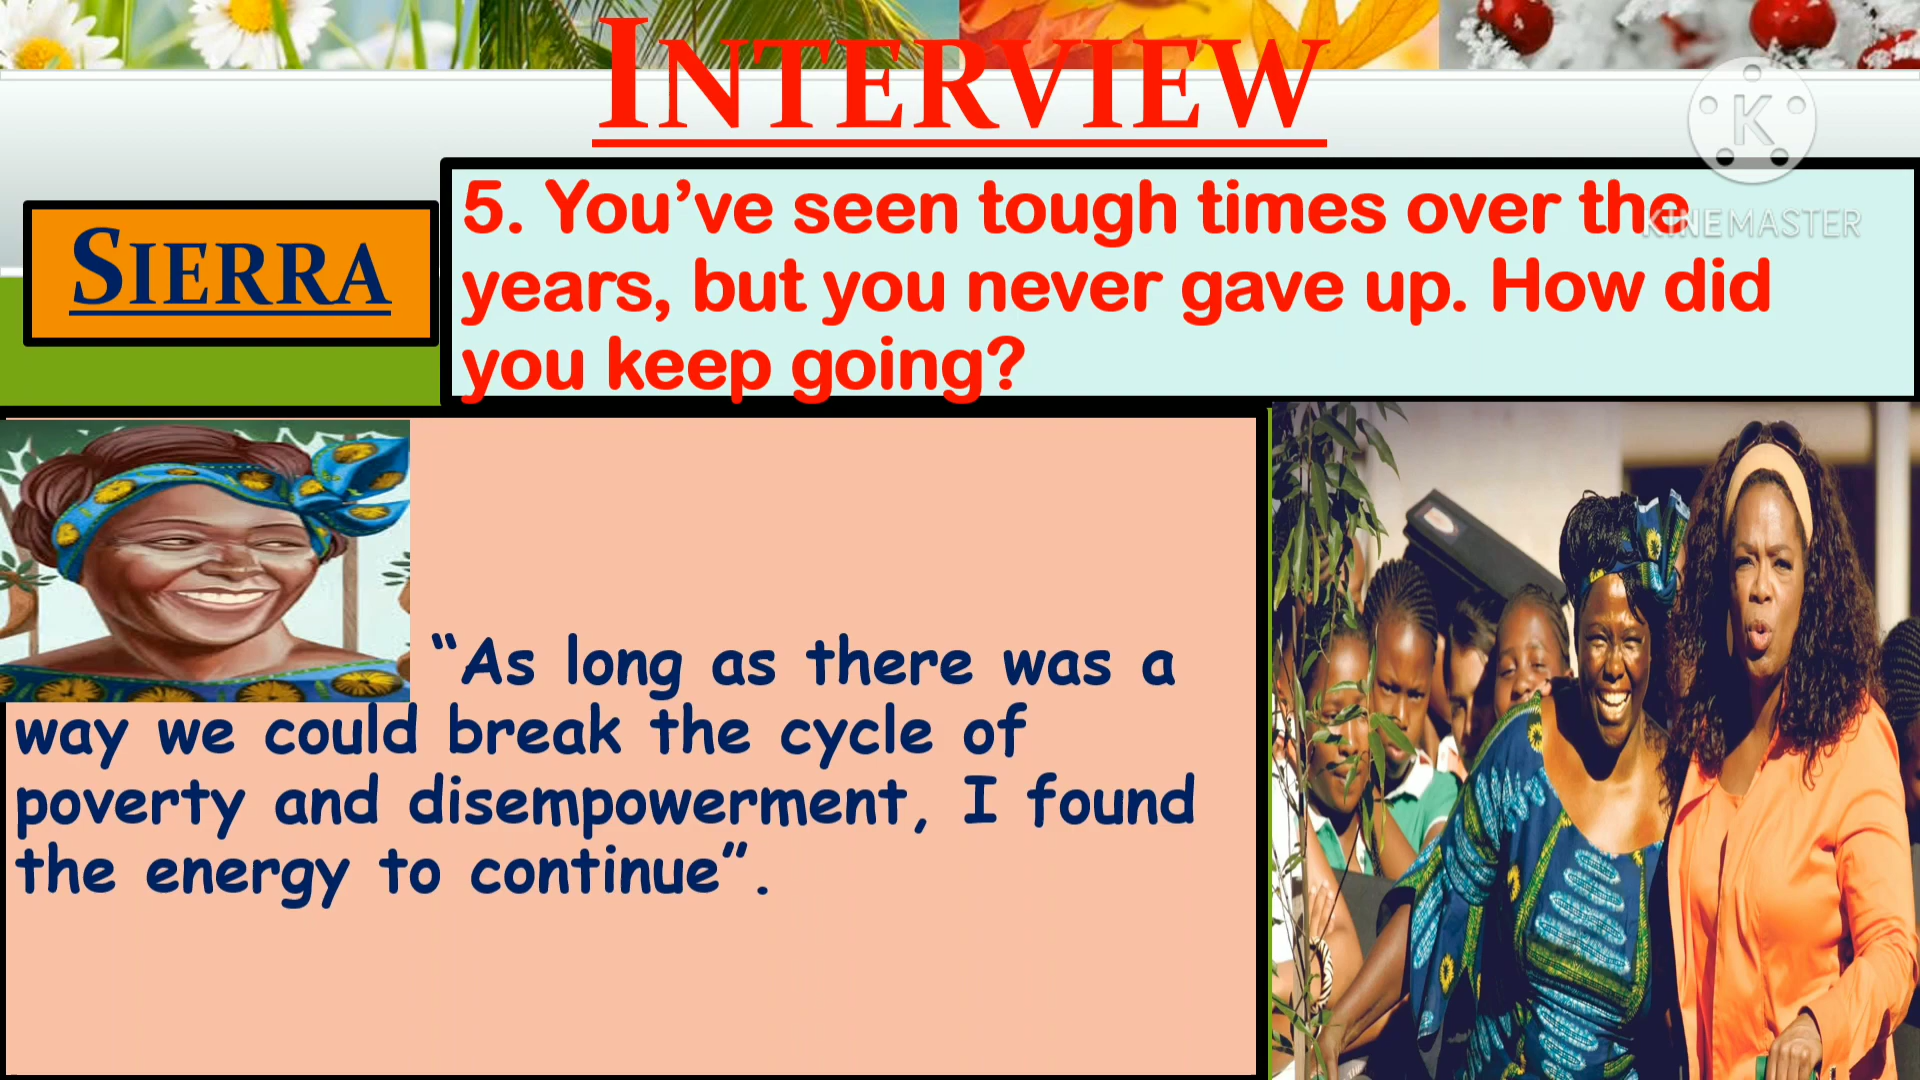 INTERVIEW
SIERRA
5. You’ve seen tough times over the
years, but you never gave up. How did
you keep going?
K
KINEMASTER
“As long as there was a
way we could break the cycle of
poverty and disempowerment, I found
the energy to continue”.